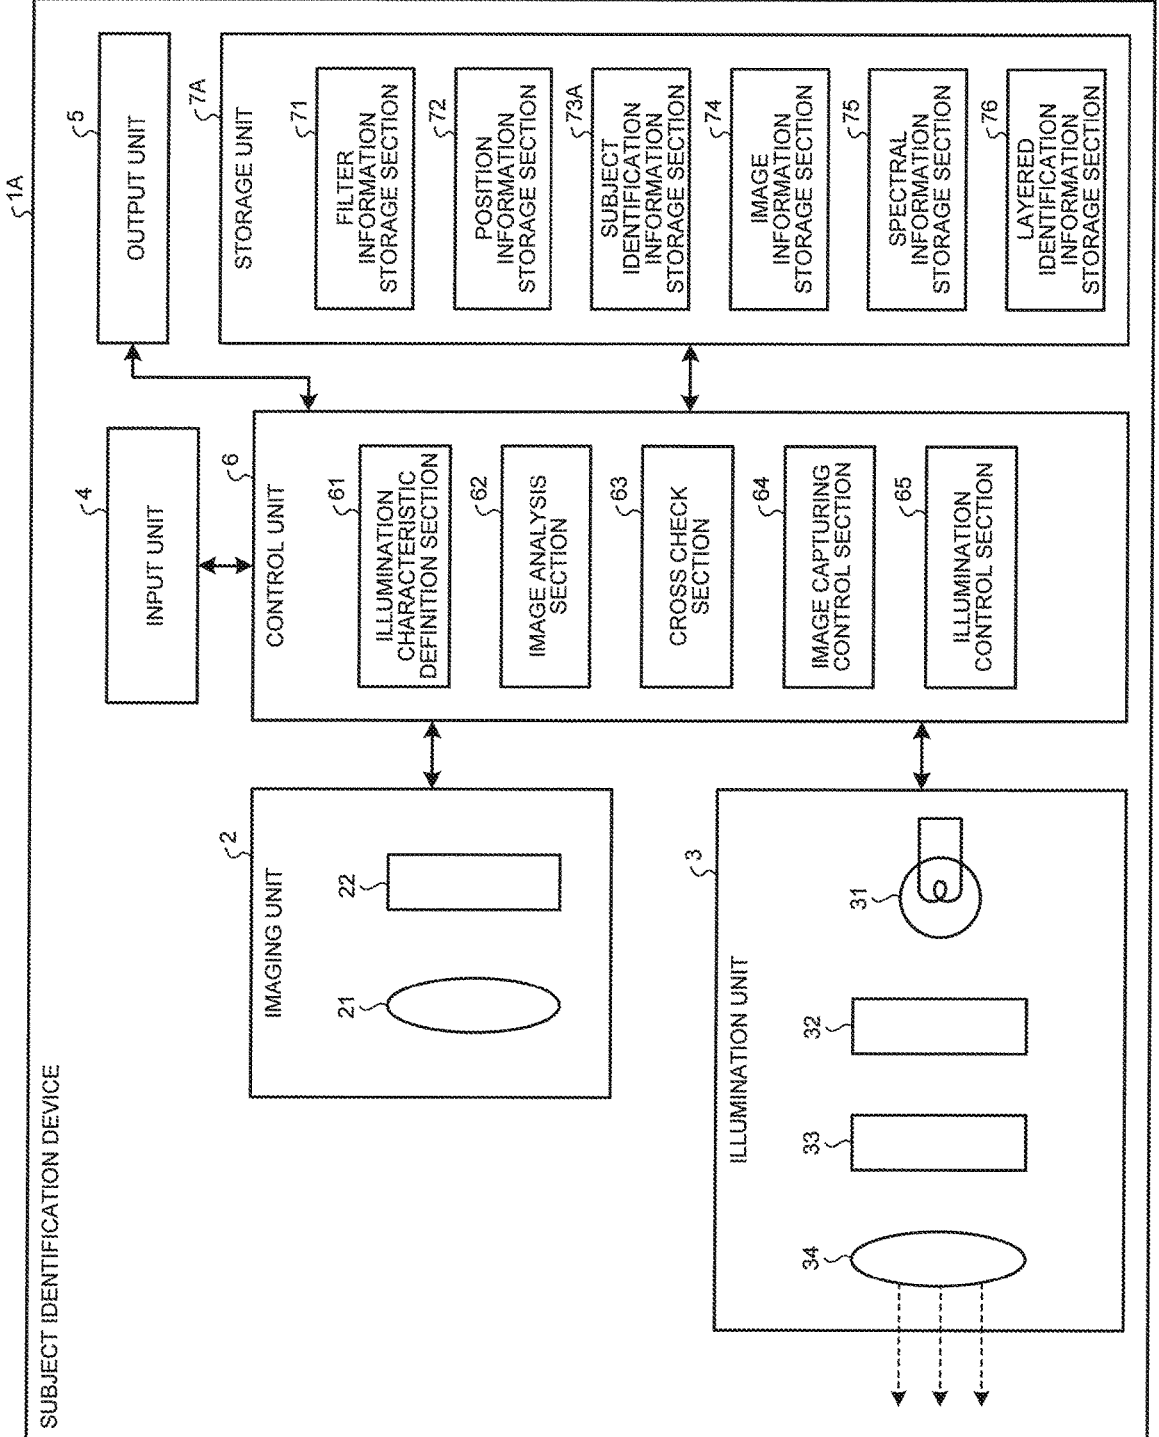 1A
SUBJECT IDENTIFICATION DEVICE
IMAGING UNIT
2
21
22
ILLUMINATION UNIT
3
34
33
32
31
INPUT UNIT
4
CONTROL UNIT
6
ILLUMINATION
CHARACTERISTIC
DEFINITION SECTION
61
IMAGE ANALYSIS
SECTION
62
CROSS CHECK
SECTION
63
IMAGE CAPTURING
CONTROL SECTION
64
ILLUMINATION
CONTROL SECTION
65
OUTPUT UNIT
5
STORAGE UNIT
7A
FILTER
INFORMATION
STORAGE SECTION
71
POSITION
INFORMATION
STORAGE SECTION
72
SUBJECT
IDENTIFICATION
INFORMATION
STORAGE SECTION
73A
IMAGE
INFORMATION
STORAGE SECTION
74
SPECTRAL
INFORMATION
STORAGE SECTION
75
LAYERED
IDENTIFICATION
INFORMATION
STORAGE SECTION
76